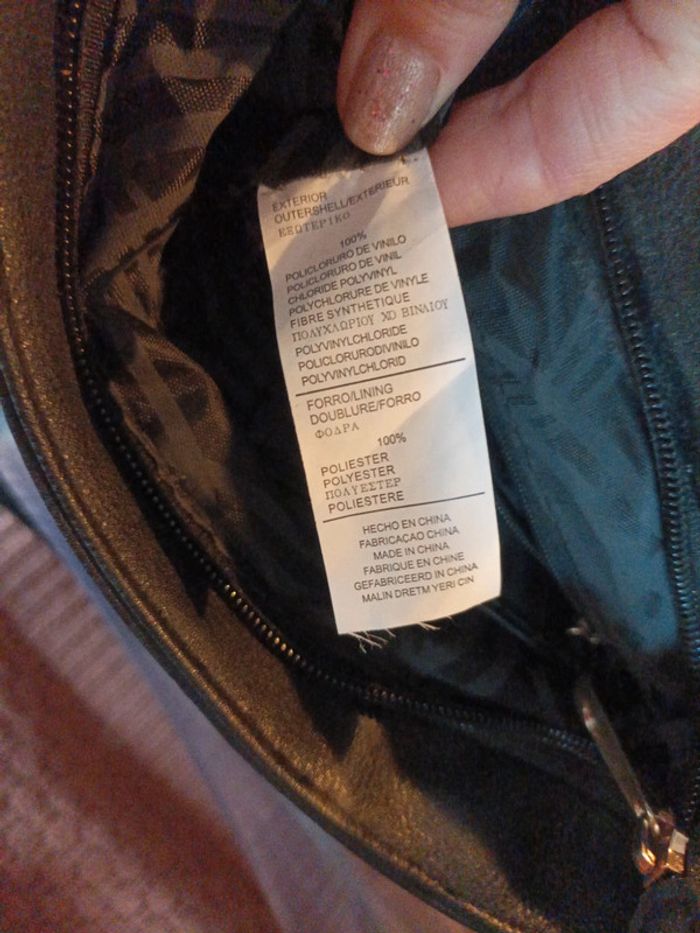 EXTERIOR
OUTERSHELL/EXTERIEUR
ΕΞΩΤΕΡΙΚΟ
100%
POLICLORURO DE VINILO
POLICLORURO DE VINIL
CHLORIDE POLYVINYL
POLYCHLORURE DE VINYLE
FIBRE SYNTHETIQUE
ΠΟΛΥΧΛΩΡΙΟΥ ΧΟ ΒΙΝΛΙΟΥ
POLYVINYLCHLORIDE
POLICLORURODIVINILO
POLYVINYLCHLORID
FORRO/LINING
DOUBLURE/FORRO
ΦΟΔΡΑ
100%
POLIESTER
POLYESTER
ΠΟΛΥΕΣΤΕΡ
POLIESTERE
HECHO EN CHINA
FABRICACAO CHINA
MADE IN CHINA
FABRIQUE EN CHINE
GEFABRICEERD IN CHINA
MALIN DRETM YERI CIN